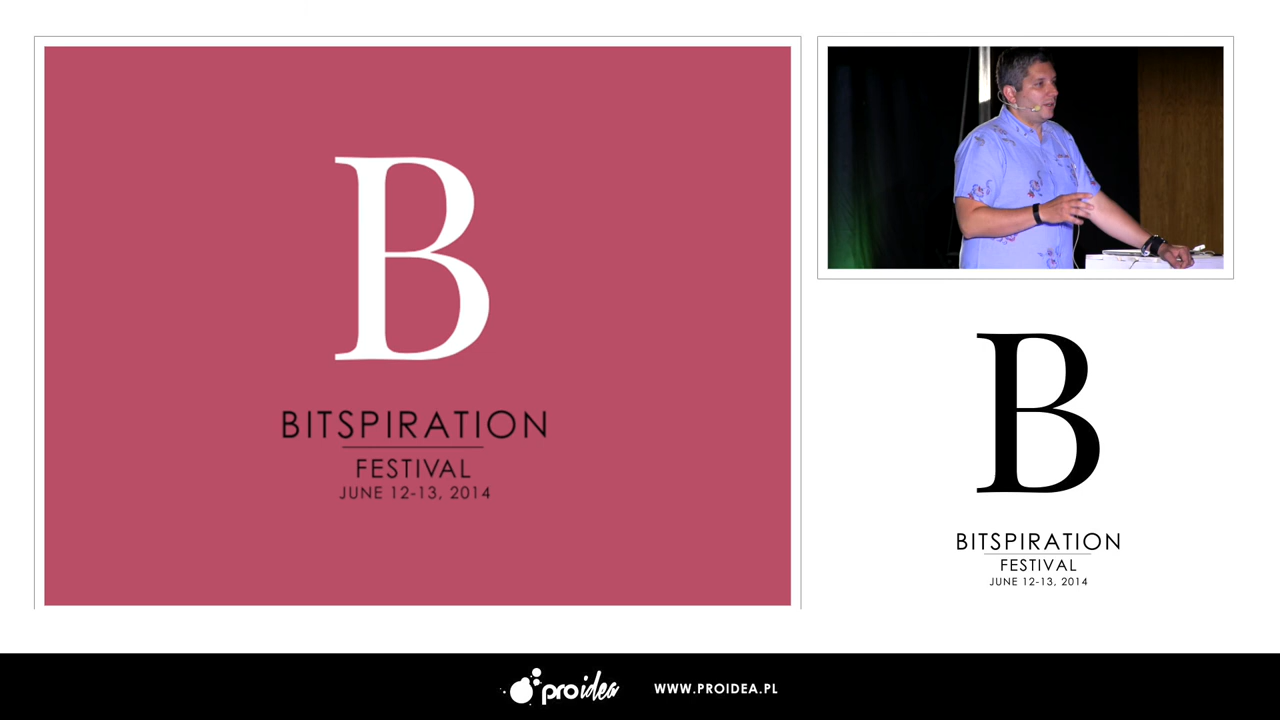 B
BITSPIRATION
FESTIVAL
JUNE 12-13, 2014
B
BITSPIRATION
FESTIVAL
JUNE 12-13, 2014
proidea
WWW.PROIDEA.PL